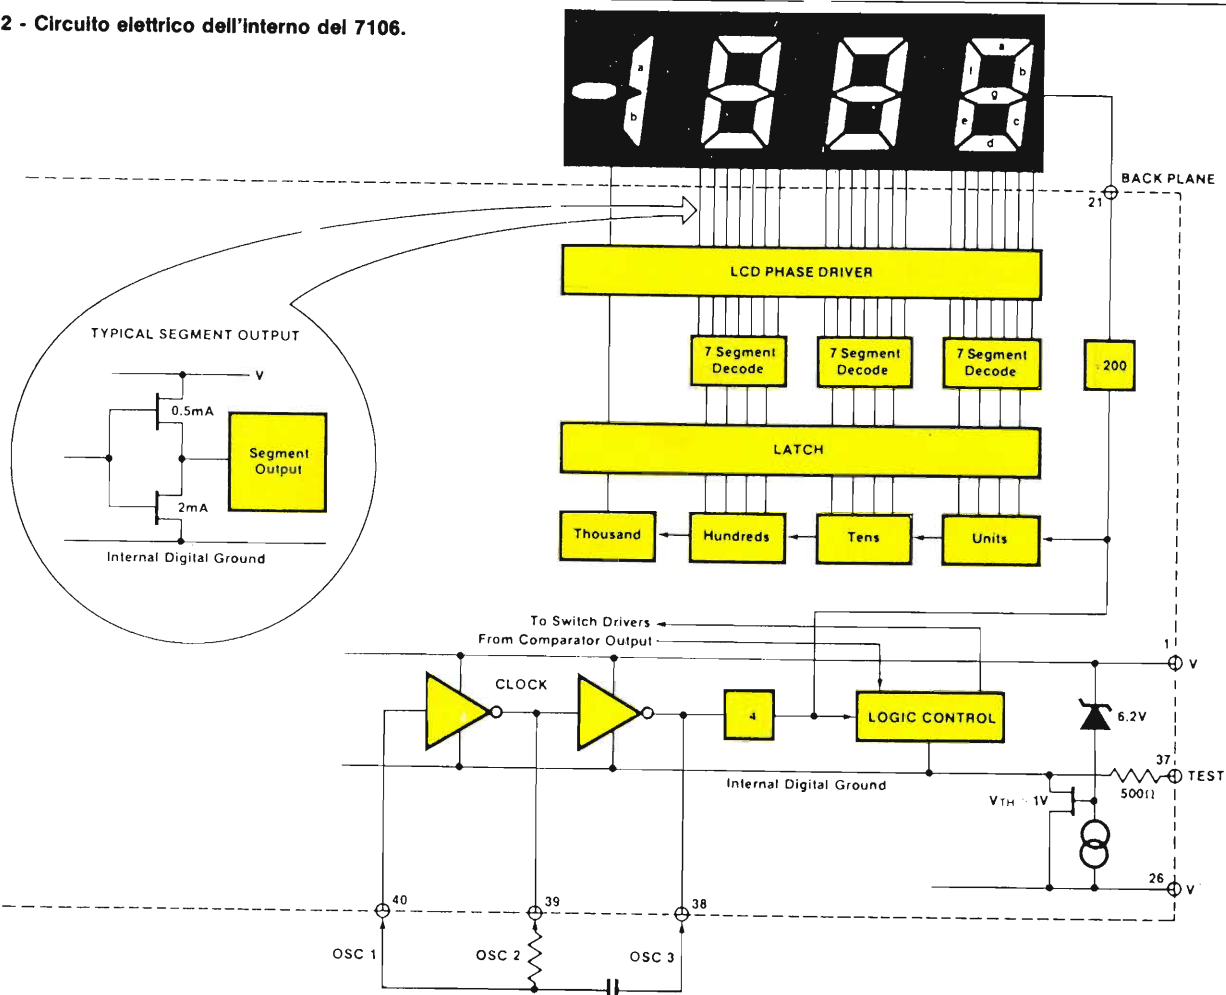 2 - Circuito elettrico dell'interno del 7106.
a
b
a
f
b
g
e
c
d
BACK PLANE
21
LCD PHASE DRIVER
TYPICAL SEGMENT OUTPUT
V
0.5mA
Segment
Output
2mA
Internal Digital Ground
7 Segment
Decode
7 Segment
Decode
7 Segment
Decode
200
LATCH
Thousand
Hundreds
Tens
Units
To Switch Drivers
From Comparator Output
1
V
CLOCK
4
LOGIC CONTROL
6.2V
37
TEST
Internal Digital Ground
500Ω
VTH 1V
26
V
40
39
38
OSC 1
OSC 2
OSC 3